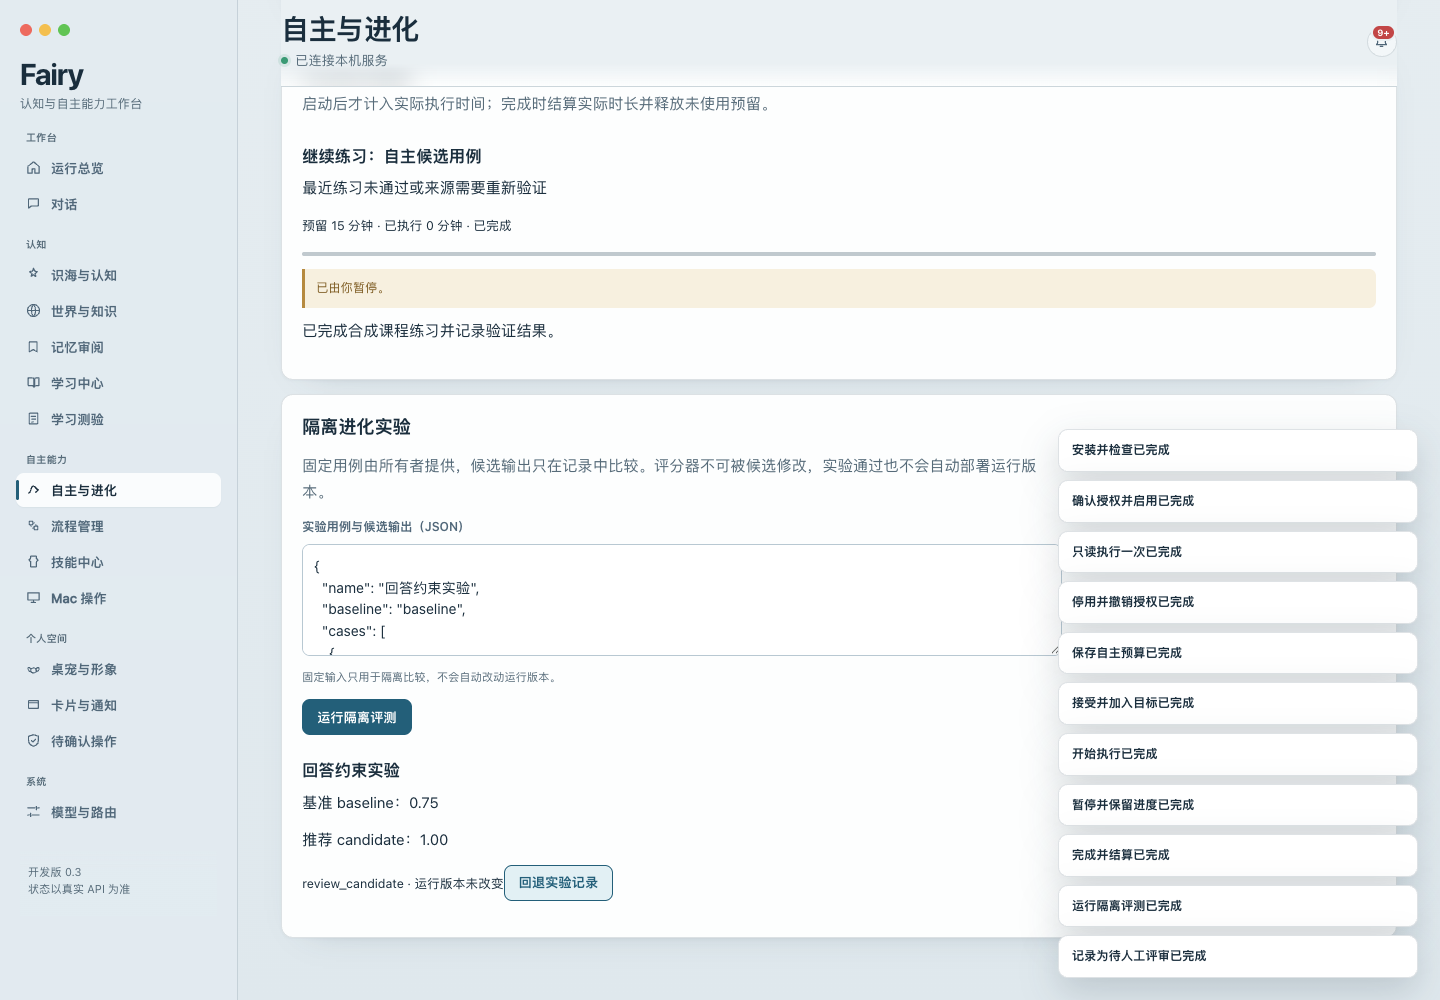 Fairy
认知与自主能力工作台
工作台
运行总览
对话
认知
识海与认知
世界与知识
记忆审阅
学习中心
学习测验
自主能力
自主与进化
流程管理
技能中心
Mac 操作
个人空间
桌宠与形象
卡片与通知
待确认操作
系统
模型与路由
开发版 0.3
状态以真实 API 为准
自主与进化
已连接本机服务
9+
启动后才计入实际执行时间；完成时结算实际时长并释放未使用预留。
继续练习：自主候选用例
最近练习未通过或来源需要重新验证
预留 15 分钟 · 已执行 0 分钟 · 已完成
已由你暂停。
已完成合成课程练习并记录验证结果。
隔离进化实验
固定用例由所有者提供，候选输出只在记录中比较。评分器不可被候选修改，实验通过也不会自动部署运行版
本。
实验用例与候选输出（JSON）
{
"name": "回答约束实验",
"baseline": "baseline",
"cases": [
{
固定输入只用于隔离比较，不会自动改动运行版本。
运行隔离评测
回答约束实验
基准 baseline：0.75
推荐 candidate：1.00
review_candidate · 运行版本未改变
回退实验记录
安装并检查已完成
确认授权并启用已完成
只读执行一次已完成
停用并撤销授权已完成
保存自主预算已完成
接受并加入目标已完成
开始执行已完成
暂停并保留进度已完成
完成并结算已完成
运行隔离评测已完成
记录为待人工评审已完成